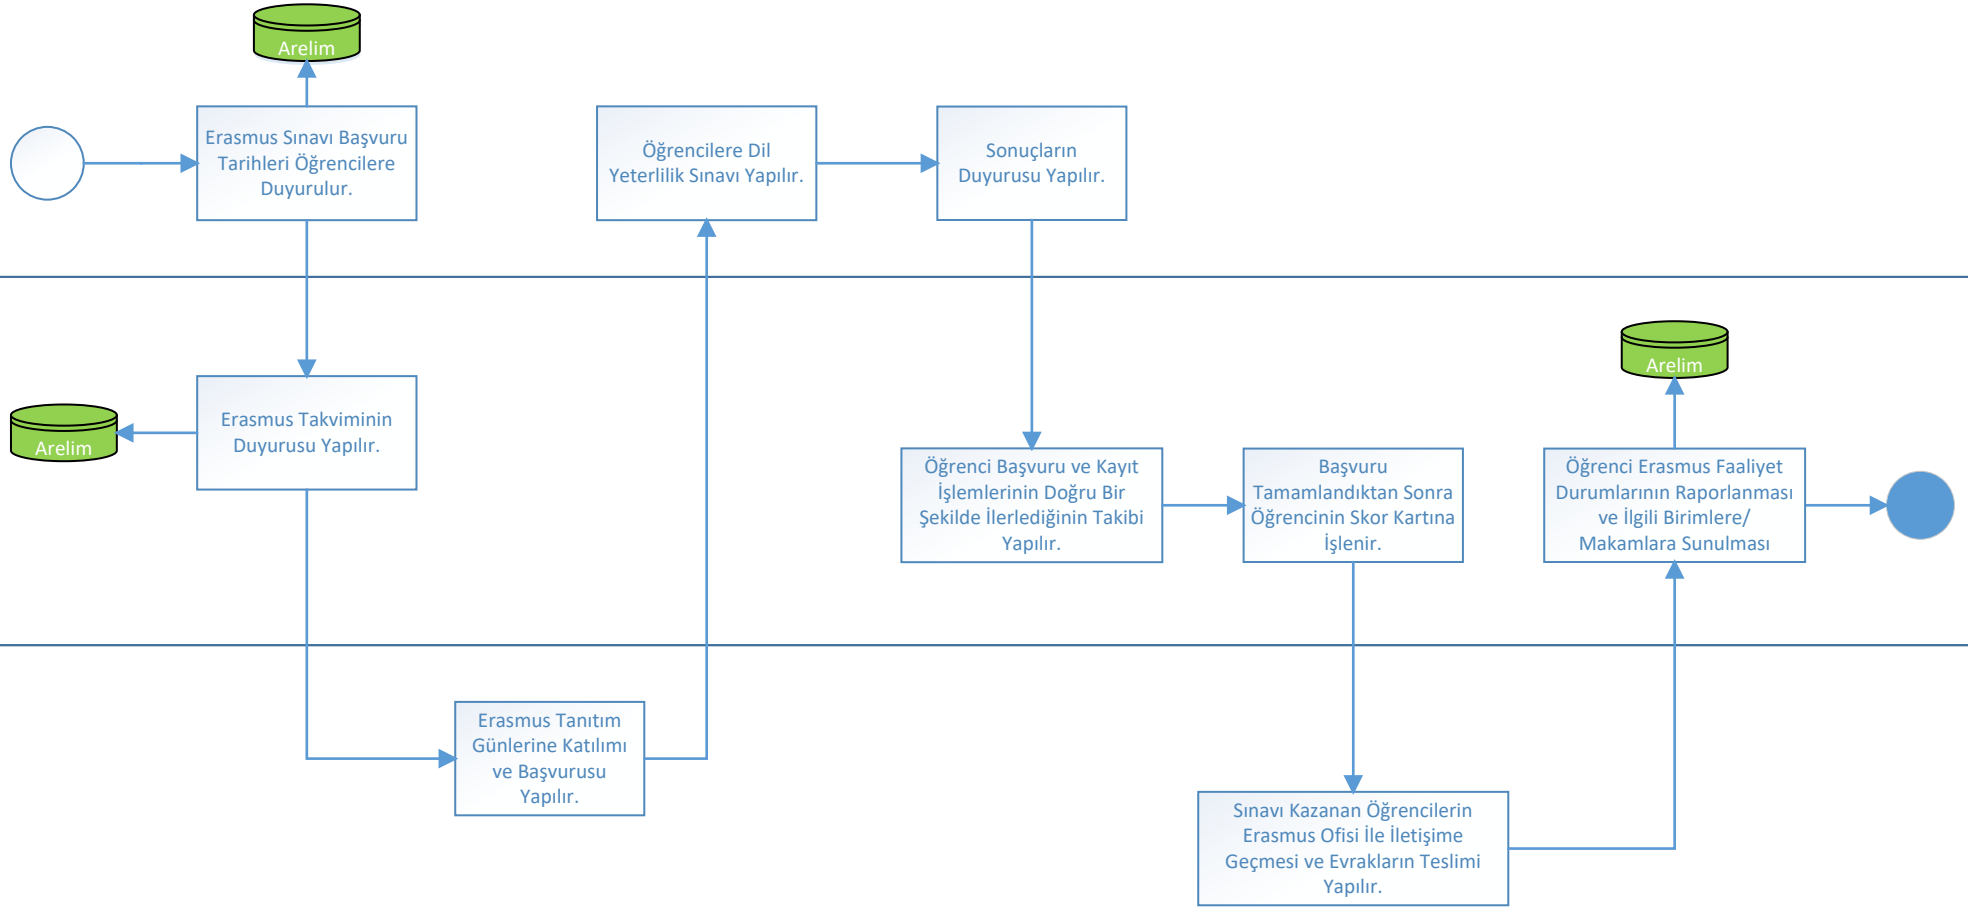 Arelim
Erasmus Sınavı Başvuru
Tarihleri Öğrencilere
Duyurulur.
Öğrencilere Dil
Yeterlilik Sınavı Yapılır.
Sonuçların
Duyurusu Yapılır.
Arelim
Erasmus Takviminin
Duyurusu Yapılır.
Arelim
Öğrenci Başvuru ve Kayıt
İşlemlerinin Doğru Bir
Şekilde İlerlediğinin Takibi
Yapılır.
Başvuru
Tamamlandıktan Sonra
Öğrencinin Skor Kartına
İşlenir.
Öğrenci Erasmus Faaliyet
Durumlarının Raporlanması
ve İlgili Birimlere/
Makamlara Sunulması
Erasmus Tanıtım
Günlerine Katılımı
ve Başvurusu
Yapılır.
Sınavı Kazanan Öğrencilerin
Erasmus Ofisi İle İletişime
Geçmesi ve Evrakların Teslimi
Yapılır.